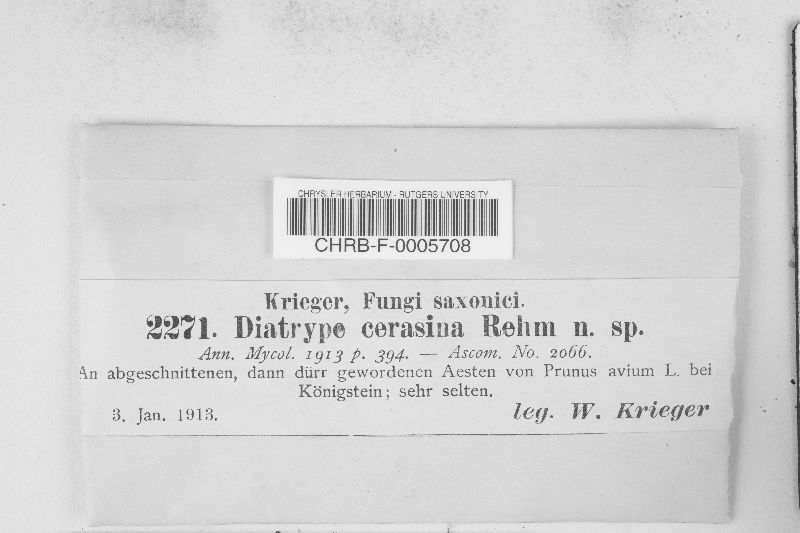 CHRYSLER HERBARIUM - RUTGERS UNIVERSITY
CHRB-F-0005708
Krieger, Fungi saxonici.
2271. Diatrype cerasina Rehm n. sp.
Ann. Mycol. 1913 p. 394. — Ascom. No. 2066.
An abgeschnittenen, dann dürr gewordenen Aesten von Prunus avium L. bei
Königstein; sehr selten.
3. Jan. 1913. leg. W. Krieger